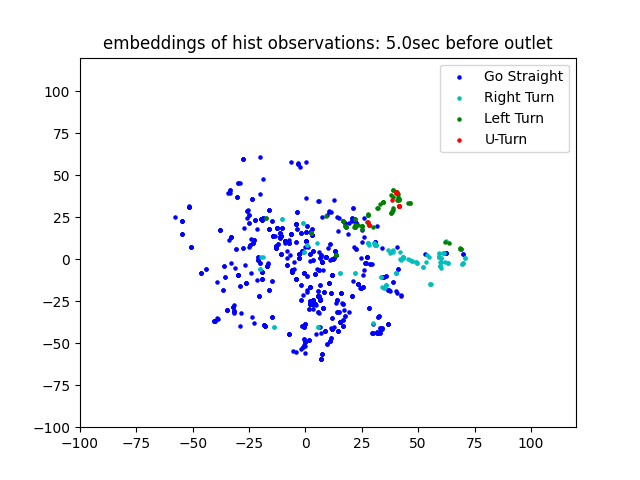 embeddings of hist observations: 5.0sec before outlet
Go Straight
Right Turn
Left Turn
U-Turn
100
75
50
25
0
−25
−50
−75
−100
−100 −75 −50 −25 0 25 50 75 100